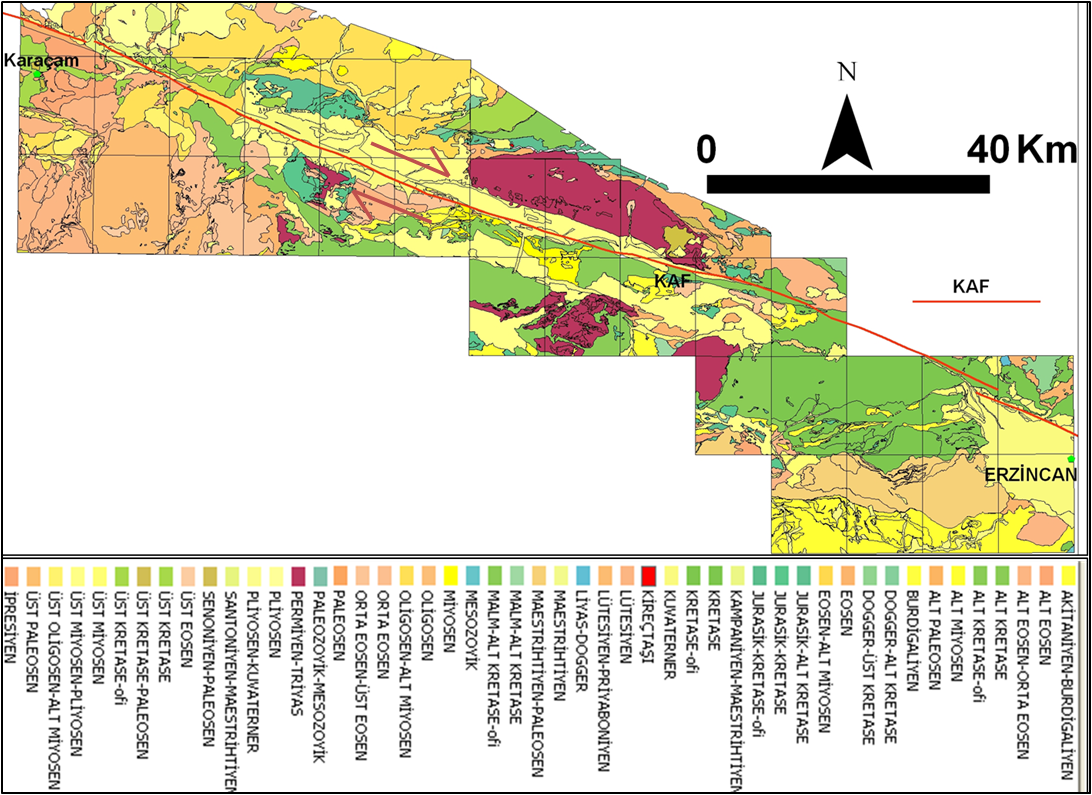 Karaçam
N
0
40 Km
KAF
KAF
ERZİNCAN
İPRESİYEN
ÜST PALEOSEN
ÜST OLİGOSEN-ALT MİYOSEN
ÜST MİYOSEN-PLİYOSEN
ÜST MİYOSEN
ÜST KRETASE-ofi
ÜST KRETASE-PALEOSEN
ÜST KRETASE
ÜST EOSEN
SENONİYEN-PALEOSEN
SANTONİYEN-MAESTRİHTİYEN
PLİYOSEN-KUVATERNER
PLİYOSEN
PERMİYEN-TRİYAS
PALEOZOYİK-MESOZOYİK
PALEOSEN
ORTA EOSEN-ÜST EOSEN
ORTA EOSEN
OLİGOSEN-ALT MİYOSEN
OLİGOSEN
MİYOSEN
MESOZOYİK
MALM-ALT KRETASE-ofi
MALM-ALT KRETASE
MAESTRİHTİYEN-PALEOSEN
MAESTRİHTİYEN
LİYAS-DOGGER
LÜTESİYEN-PRİYABONİYEN
LÜTESİYEN
KİREÇTAŞI
KUVATERNER
KRETASE-ofi
KRETASE
KAMPANİYEN-MAESTRİHTİYEN
JURASİK-KRETASE-ofi
JURASİK-KRETASE
JURASİK-ALT KRETASE
EOSEN-ALT MİYOSEN
EOSEN
DOGGER-ÜST KRETASE
DOGGER-ALT KRETASE
BURDİGALİYEN
ALT PALEOSEN
ALT MİYOSEN
ALT KRETASE-ofi
ALT KRETASE
ALT EOSEN-ORTA EOSEN
ALT EOSEN
AKİTANİYEN-BURDİGALİYEN